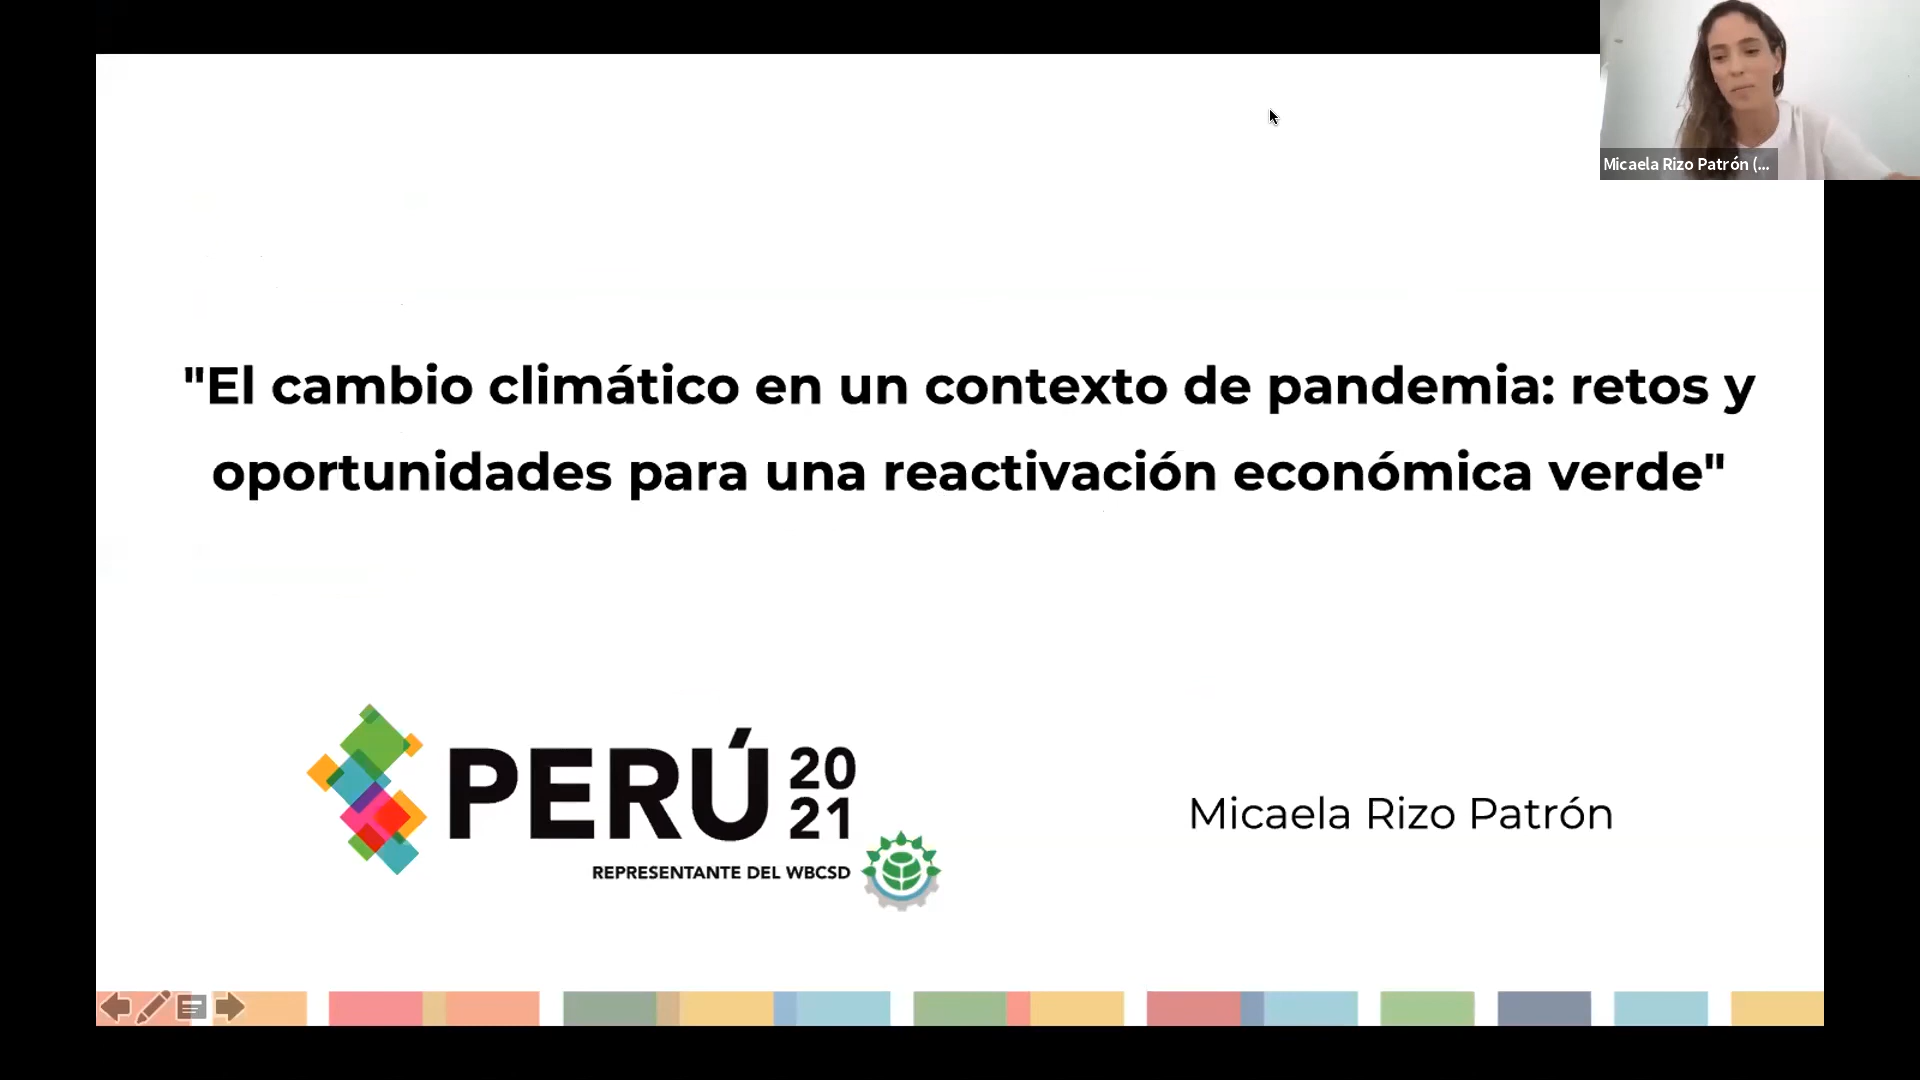 Micaela Rizo Patrón (...
"El cambio climático en un contexto de pandemia: retos y
oportunidades para una reactivación económica verde"
PERÚ 20
21
REPRESENTANTE DEL WBCSD
Micaela Rizo Patrón